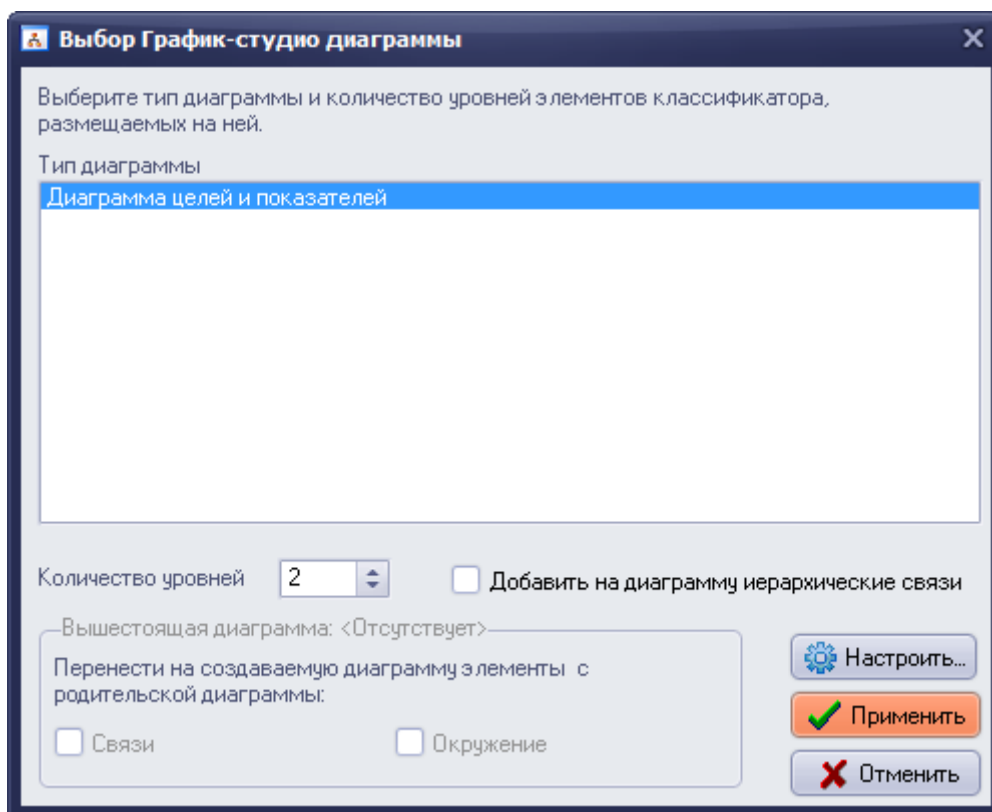 Выбор График-студио диаграммы
Выберите тип диаграммы и количество уровней элементов классификатора,
размещаемых на ней.
Тип диаграммы
Диаграмма целей и показателей
Количество уровней 2 Добавить на диаграмму иерархические связи
Вышестоящая диаграмма: <Отсутствует>
Перенести на создаваемую диаграмму элементы с
родительской диаграммы:
Связи Окружение
Настроить...
Применить
Отменить